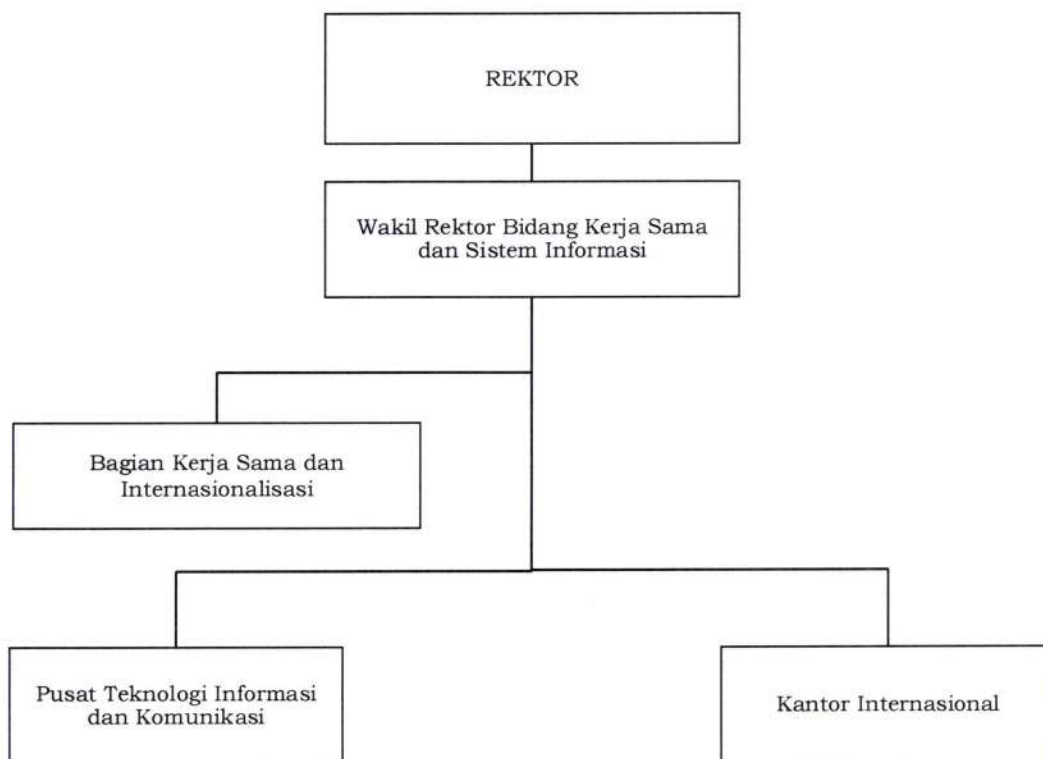 REKTOR
Wakil Rektor Bidang Kerja Sama
dan Sistem Informasi
Bagian Kerja Sama dan
Internasionalisasi
Pusat Teknologi Informasi
dan Komunikasi
Kantor Internasional